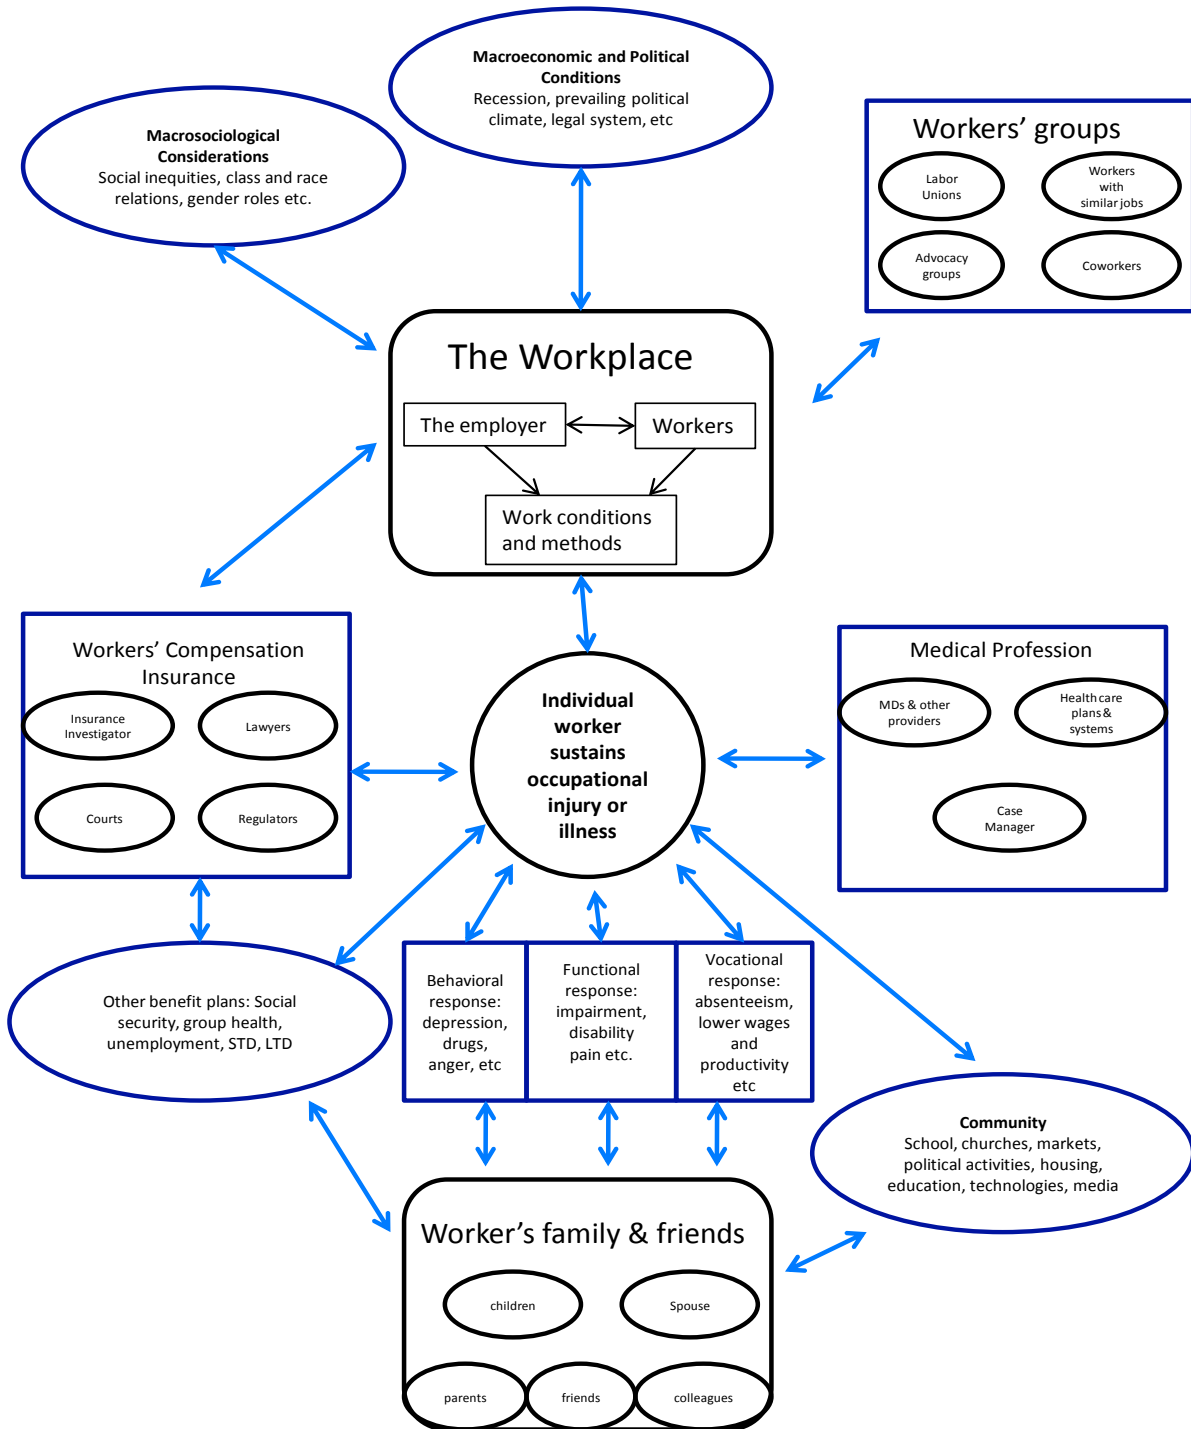 Macroeconomic and Political
Conditions
Recession, prevailing political
climate, legal system, etc
Macrosociological
Considerations
Social inequities, class and race
relations, gender roles etc.
Workers' groups
Labor
Unions
Workers
with
similar jobs
Advocacy
groups
Coworkers
The Workplace
The employer
Workers
Work conditions
and methods
Workers' Compensation
Insurance
Insurance
Investigator
Lawyers
Courts
Regulators
Individual
worker
sustains
occupational
injury or
illness
Medical Profession
MDs & other
providers
Health care
plans &
systems
Case
Manager
Other benefit plans: Social
security, group health,
unemployment, STD, LTD
Behavioral
response:
depression,
drugs,
anger, etc
Functional
response:
impairment,
disability
pain etc.
Vocational
response:
absenteeism,
lower wages
and
productivity
etc
Community
School, churches, markets,
political activities, housing,
education, technologies, media
Worker's family & friends
children
Spouse
parents
friends
colleagues